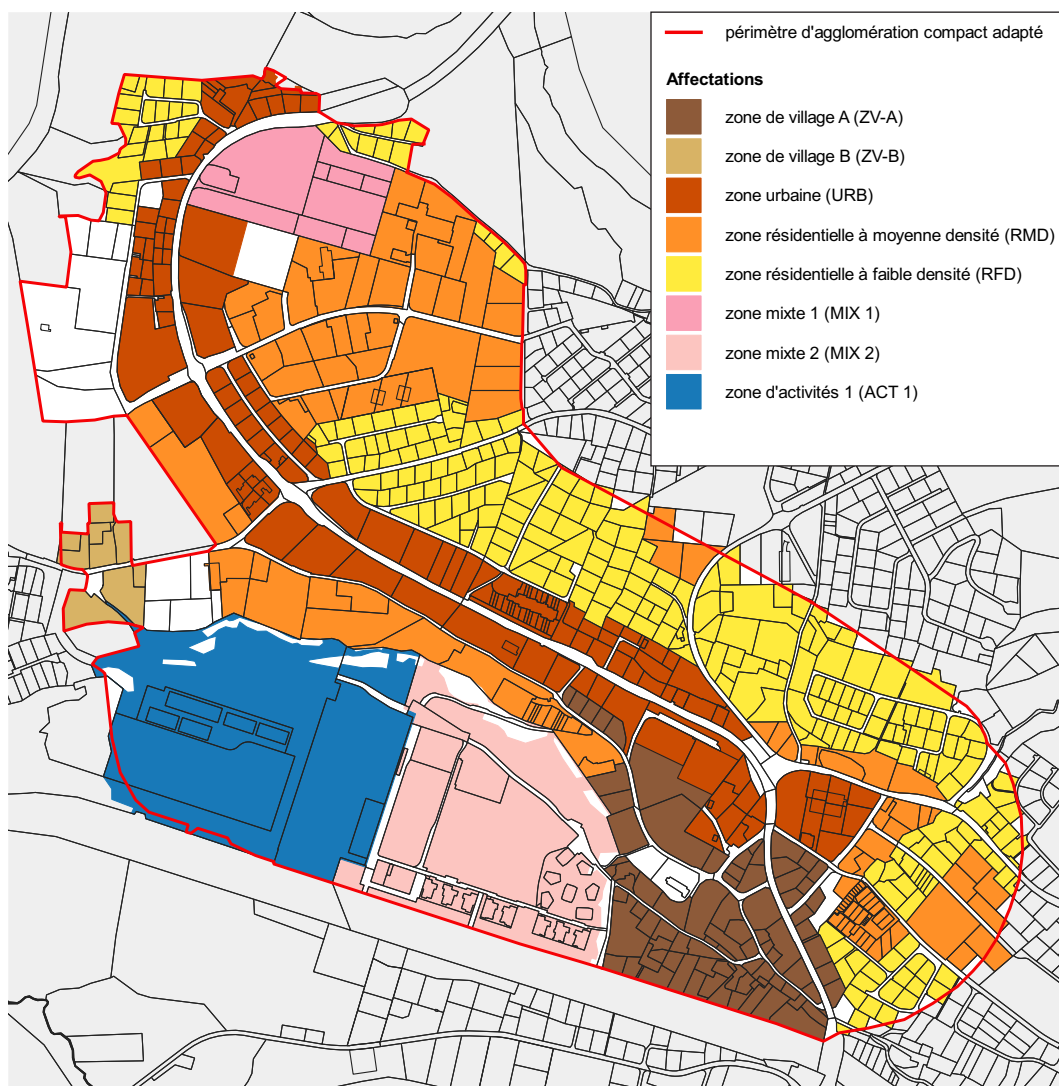 périmètre d'agglomération compact adapté
Affectations
zone de village A (ZV-A)
zone de village B (ZV-B)
zone urbaine (URB)
zone résidentielle à moyenne densité (RMD)
zone résidentielle à faible densité (RFD)
zone mixte 1 (MIX 1)
zone mixte 2 (MIX 2)
zone d'activités 1 (ACT 1)